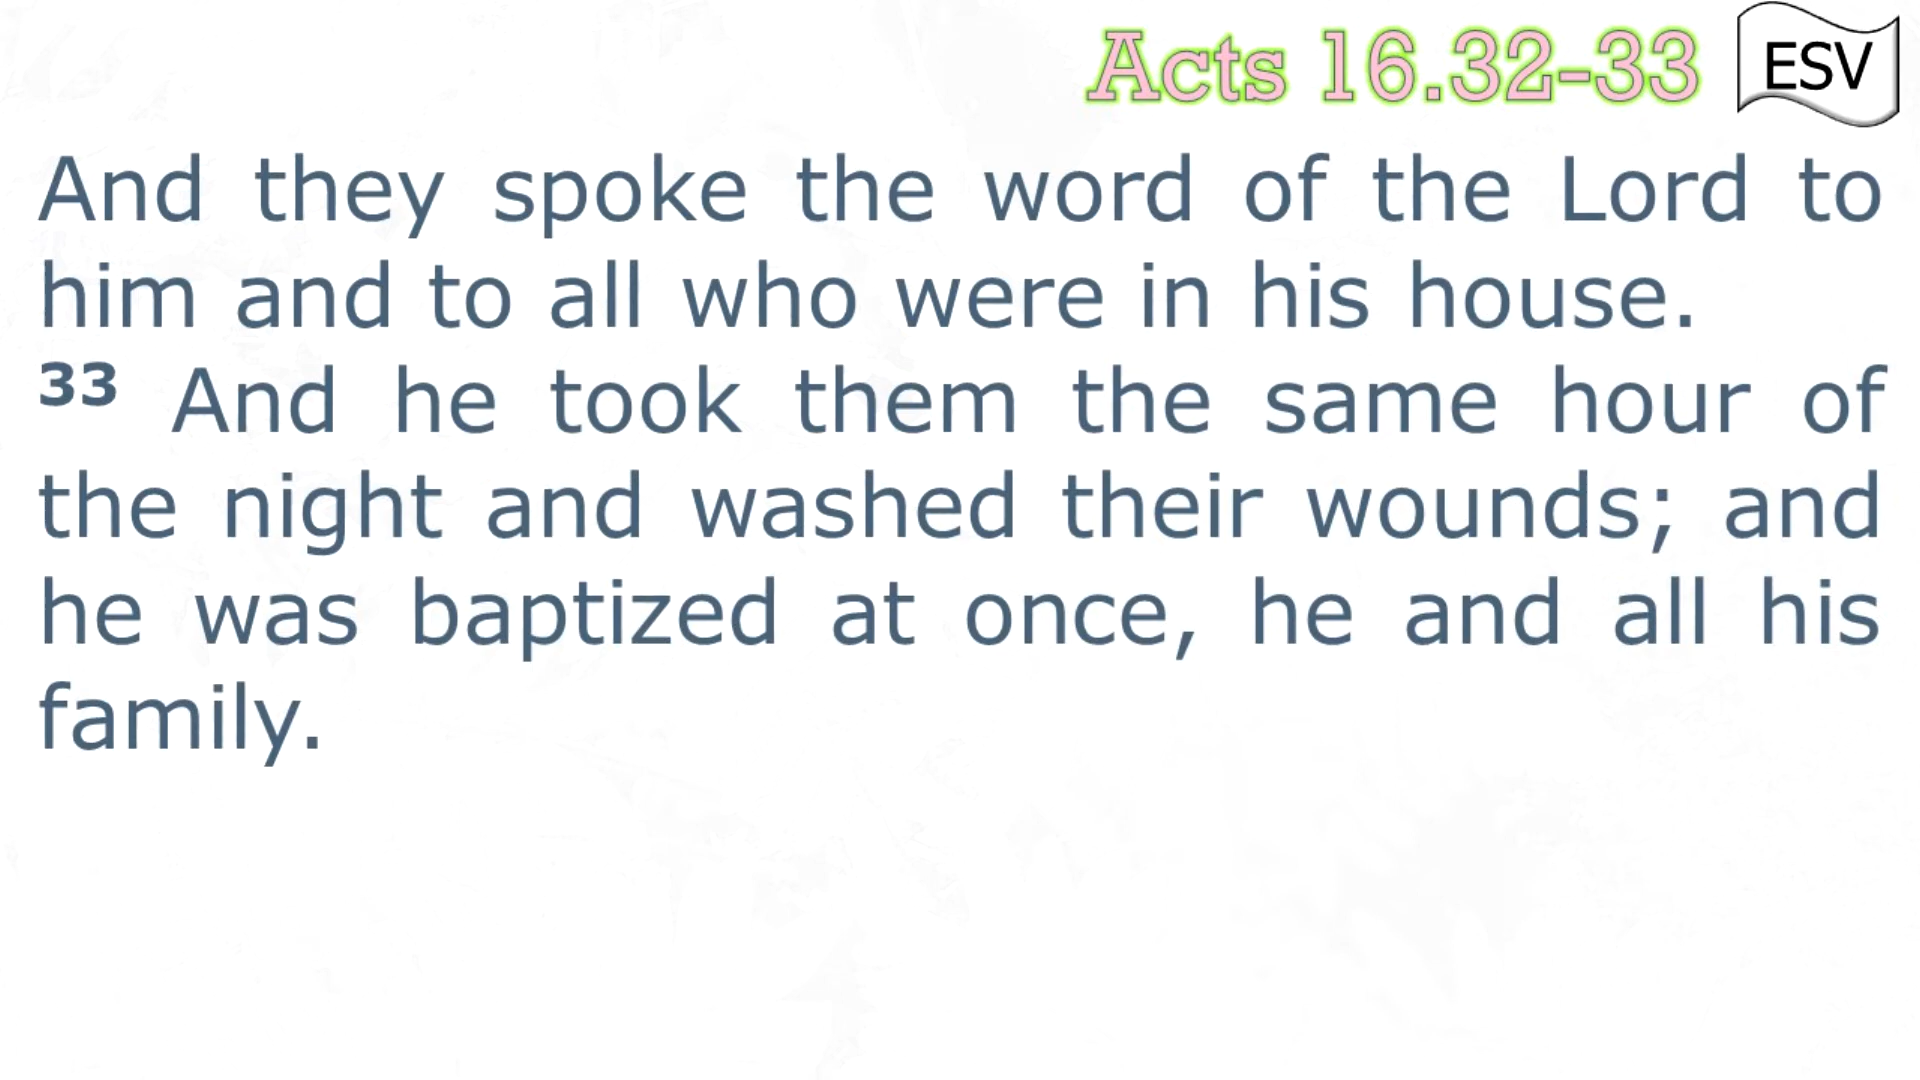 Acts 16.32-33 ESV
And they spoke the word of the Lord to
him and to all who were in his house.
33 And he took them the same hour of
the night and washed their wounds; and
he was baptized at once, he and all his
family.